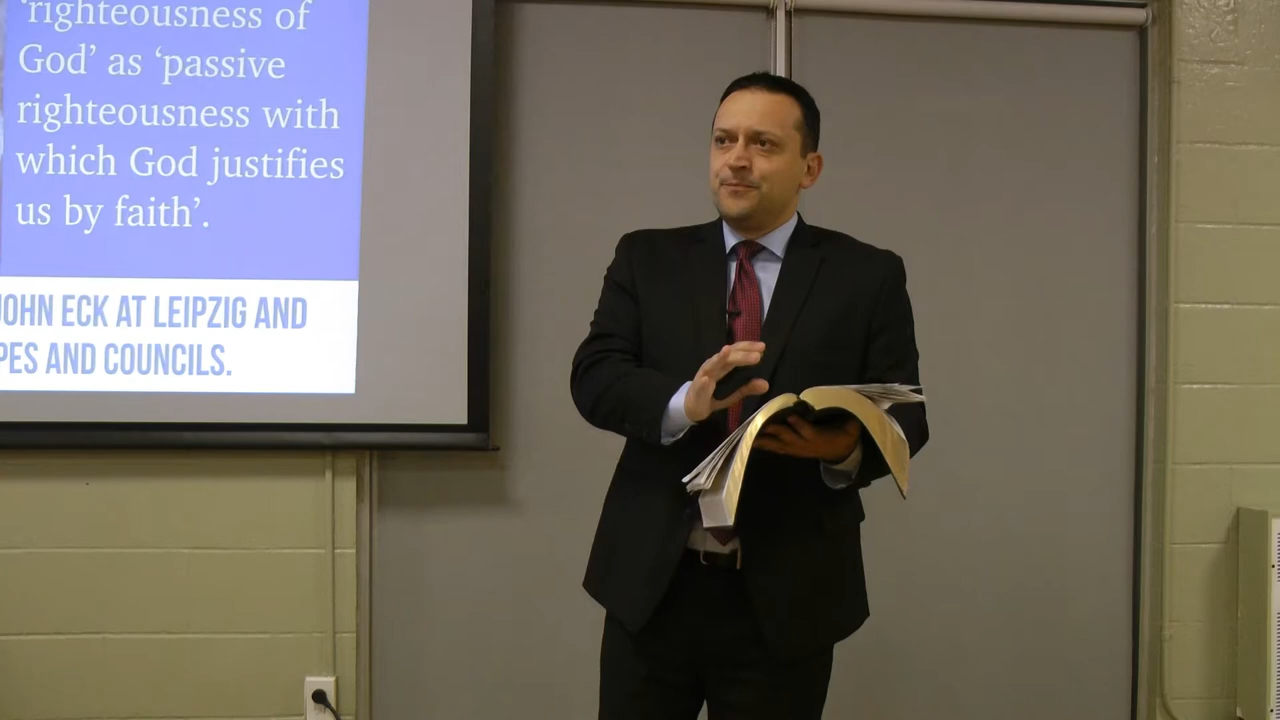 'righteousness of
God' as 'passive
righteousness with
which God justifies
us by faith'.
JOHN ECK AT LEIPZIG AND
PES AND COUNCILS.